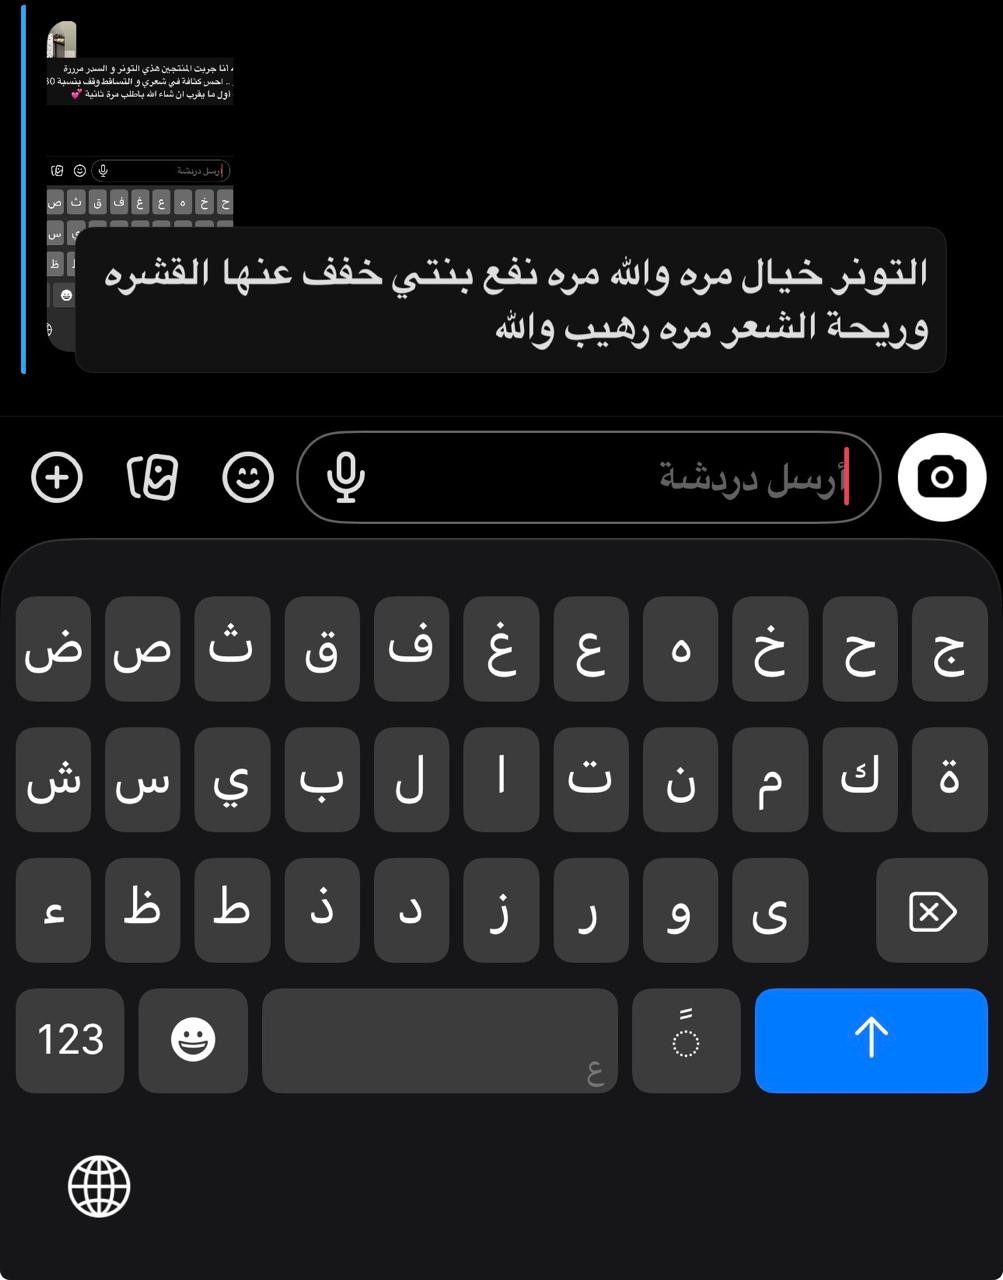 انا جربت المنتجين هذي التونر و السدر مرررة
.. احس كثافة في شعري و التساقط وقف بنسبة 80
اول ما يقرب ان شاء الله باطلب مرة ثانية 💕
أرسل دردشة
ح خ ه ع غ ف ق ث ص
س
ظ
التونر خيال مره والله مره نفع بنتي خفف عنها القشره
وريحة الشعر مره رهيب والله
أرسل دردشة
ج ح خ ه ع غ ف ق ث ص ض
ة ك م ن ت ا ل ب ي س ش
ى و ر ز د ذ ط ظ ء
123
ع